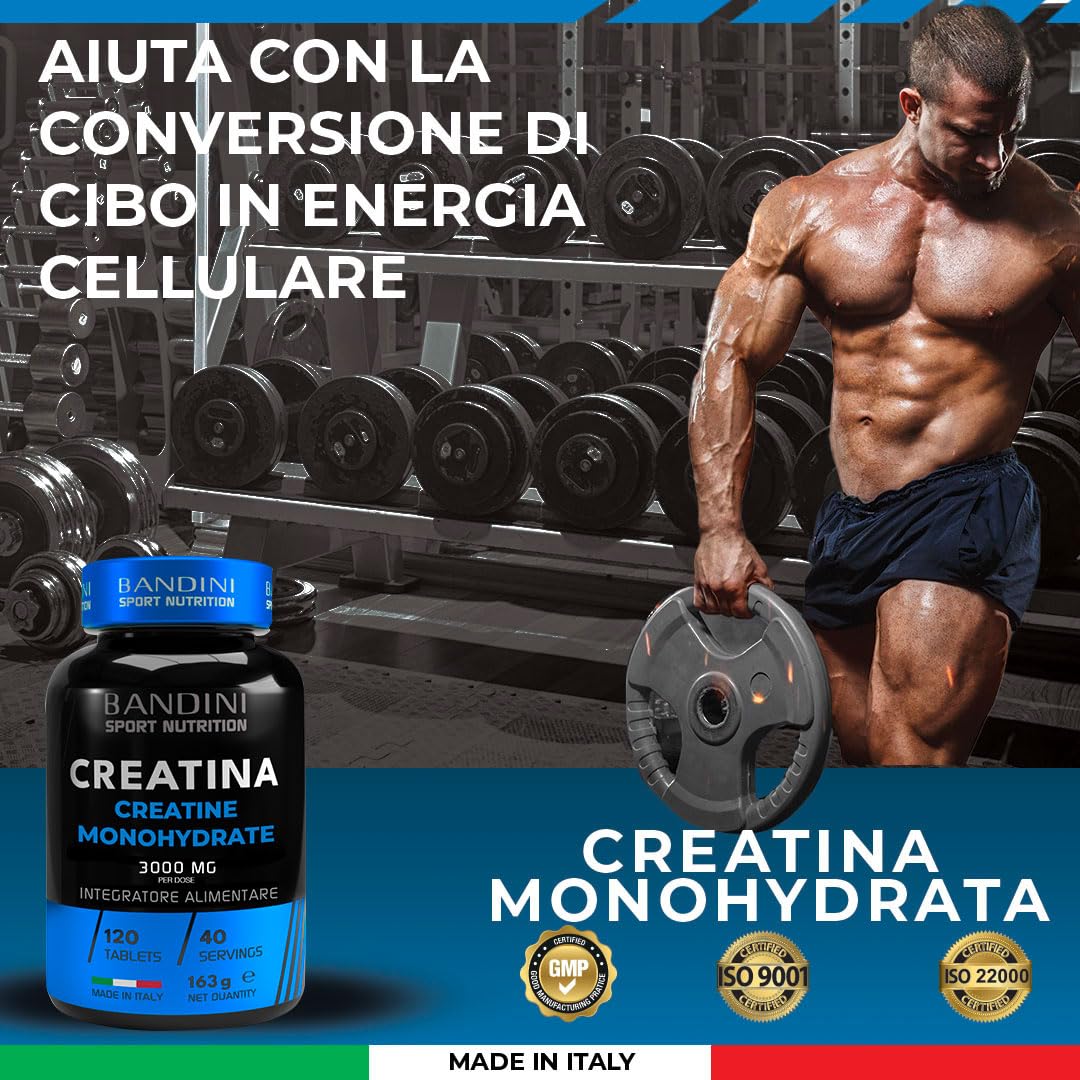 AIUTA CON LA
CONVERSIONE DI
CIBO IN ENERGIA
CELLULARE
BANDINI
SPORT NUTRITION
BANDINI
SPORT NUTRITION
CREATINA
CREATINE
MONOHYDRATE
3000 MG
PER DOSE
INTEGRATORE ALIMENTARE
120
TABLETS
40
SERVINGS
MADE IN ITALY
163 g e
NET QUANTITY
CREATINA
MONOHYDRATA
CERTIFIED
GMP
GOOD MANUFACTURING PRATICE
CERTIFIED
ISO 9001
CERTIFIED
CERTIFIED
ISO 22000
CERTIFIED
MADE IN ITALY